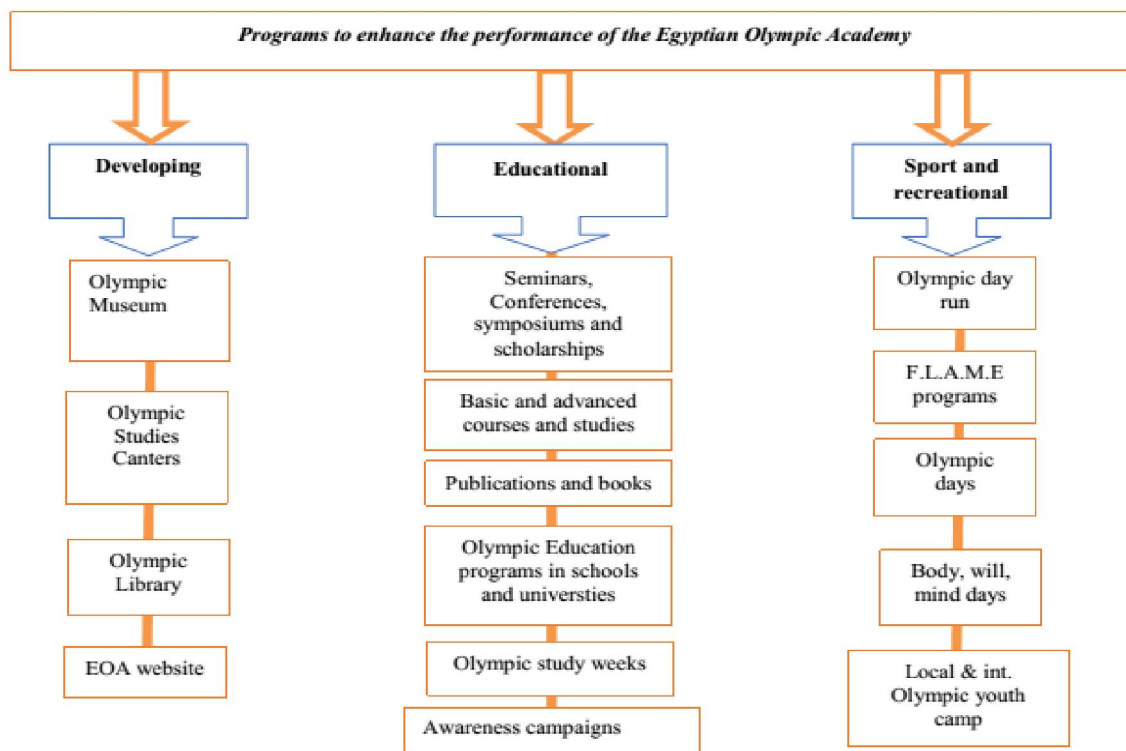 Programs to enhance the performance of the Egyptian Olympic Academy
Developing
Olympic
Museum
Olympic
Studies
Canters
Olympic
Library
EOA website
Educational
Seminars,
Conferences,
symposiums and
scholarships
Basic and advanced
courses and studies
Publications and books
Olympic Education
programs in schools
and universties
Olympic study weeks
Awareness campaigns
Sport and
recreational
Olympic day
run
F.L.A.M.E
programs
Olympic
days
Body, will,
mind days
Local & int.
Olympic youth
camp